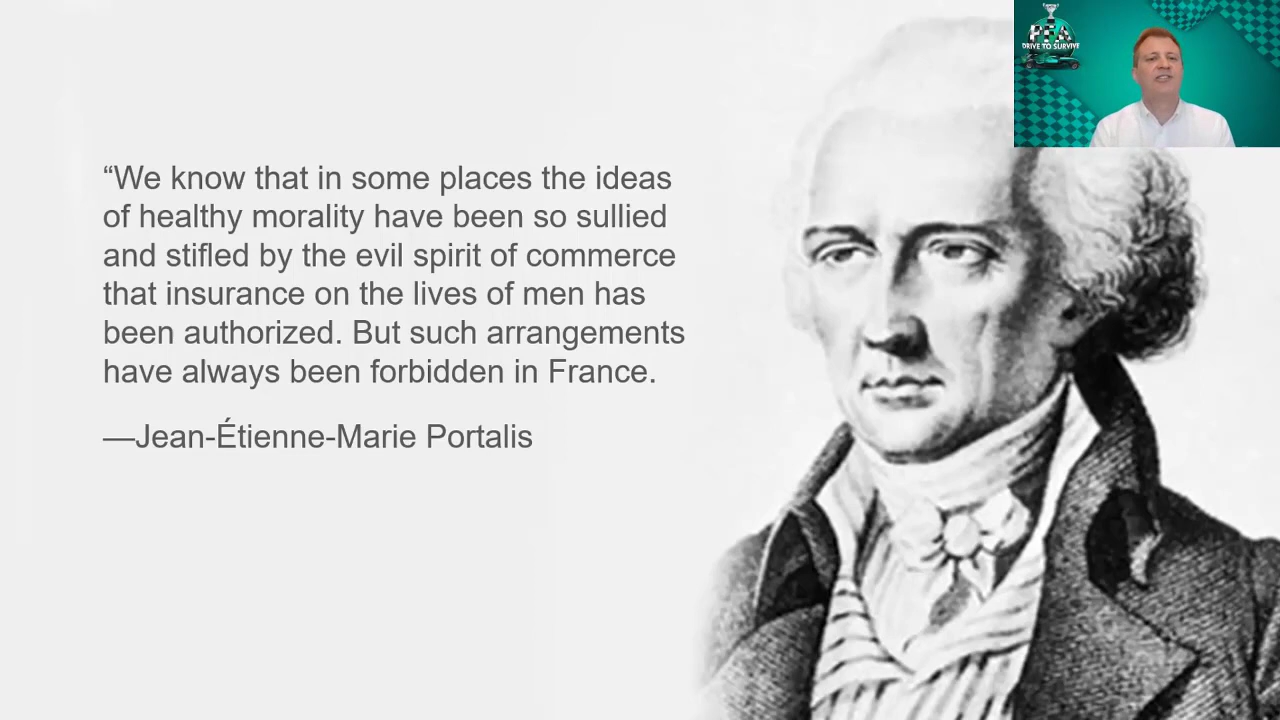 PFA
DRIVE TO SURVIVE
“We know that in some places the ideas
of healthy morality have been so sullied
and stifled by the evil spirit of commerce
that insurance on the lives of men has
been authorized. But such arrangements
have always been forbidden in France.
—Jean-Étienne-Marie Portalis